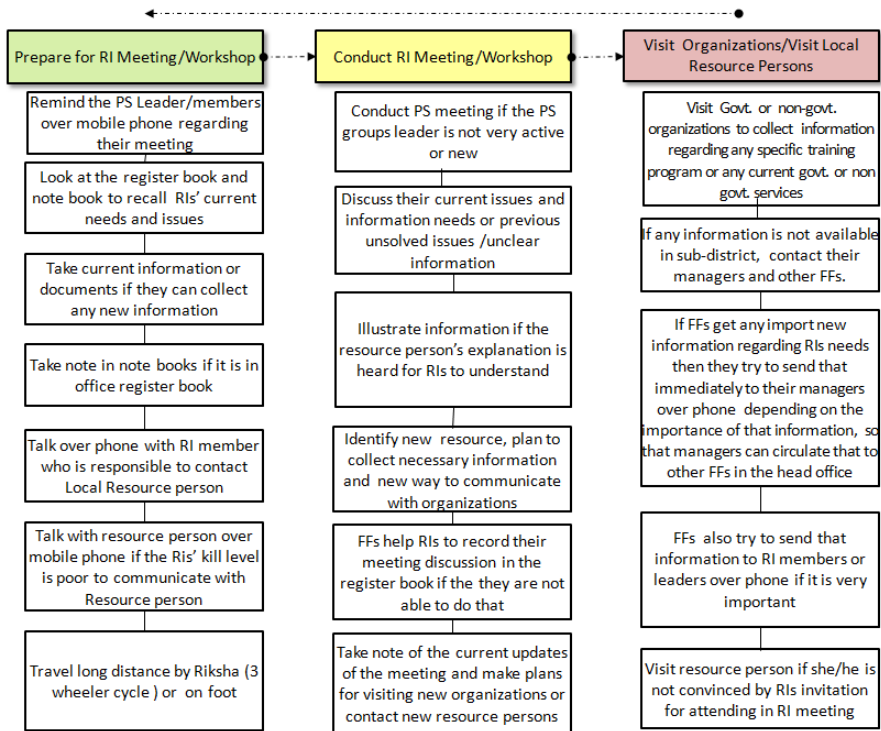 Prepare for RI Meeting/Workshop
Remind the PS Leader/members
over mobile phone regarding
their meeting
Look at the register book and
note book to recall RIs' current
needs and issues
Take current information or
documents if they can collect
any new information
Take note in note books if it is in
office register book
Talk over phone with RI member
who is responsible to contact
Local Resource person
Talk with resource person over
mobile phone if the Ris' kill level
is poor to communicate with
Resource person
Travel long distance by Riksha (3
wheeler cycle ) or on foot
Conduct RI Meeting/Workshop
Conduct PS meeting if the PS
groups leader is not very active
or new
Discuss their current issues and
information needs or previous
unsolved issues /unclear
information
Illustrate information if the
resource person's explanation is
heard for RIs to understand
Identify new resource, plan to
collect necessary information
and new way to communicate
with organizations
FFs help RIs to record their
meeting discussion in the
register book if the they are not
able to do that
Take note of the current updates
of the meeting and make plans
for visiting new organizations or
contact new resource persons
Visit Organizations/Visit Local
Resource Persons
Visit Govt. or non-govt.
organizations to collect information
regarding any specific training
program or any current govt. or non
govt. services
If any information is not available
in sub-district, contact their
managers and other FFs.
If FFs get any import new
information regarding RIs needs
then they try to send that
immediately to their managers
over phone depending on the
importance of that information, so
that managers can circulate that to
other FFs in the head office
FFs also try to send that
information to RI members or
leaders over phone if it is very
important
Visit resource person if she/he is
not convinced by RIs invitation
for attending in RI meeting